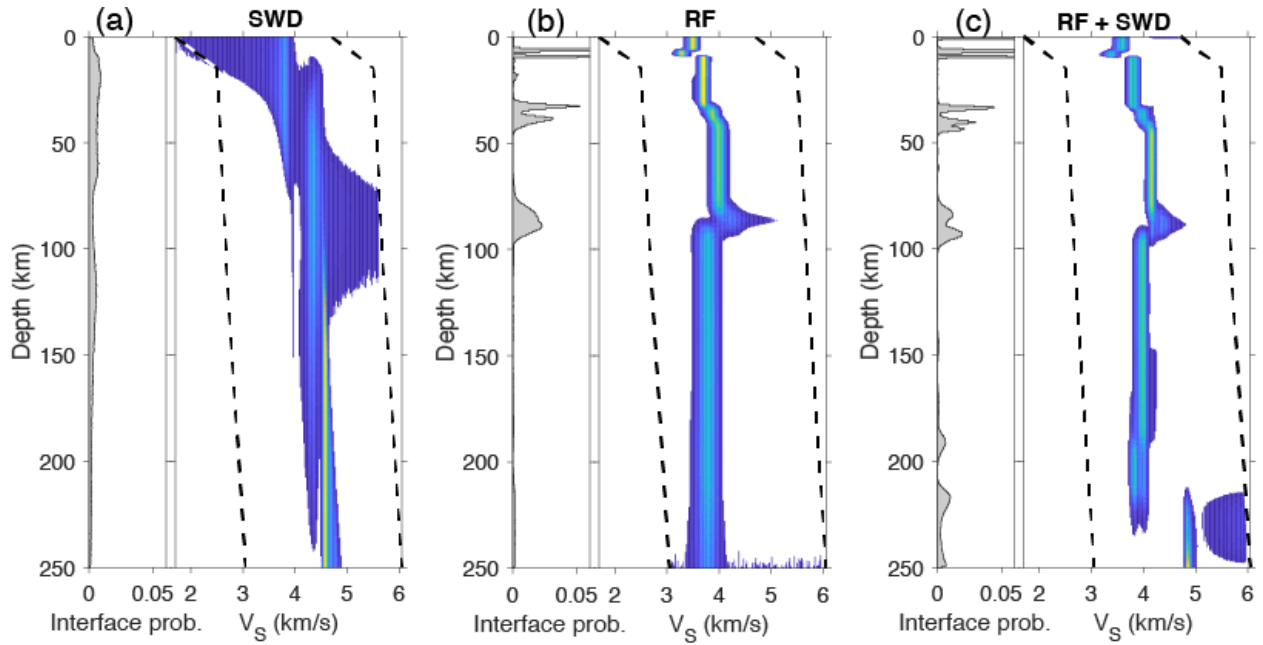 (a) SWD (b) RF (c) RF + SWD
0 0 0
50 50 50
100 100 100
150 150 150
200 200 200
250 250 250
Depth (km) Depth (km) Depth (km)
0 0.05 2 3 4 5 6 0 0.05 2 3 4 5 6 0 0.05 2 3 4 5 6
Interface prob. V_S (km/s) Interface prob. V_S (km/s) Interface prob. V_S (km/s)